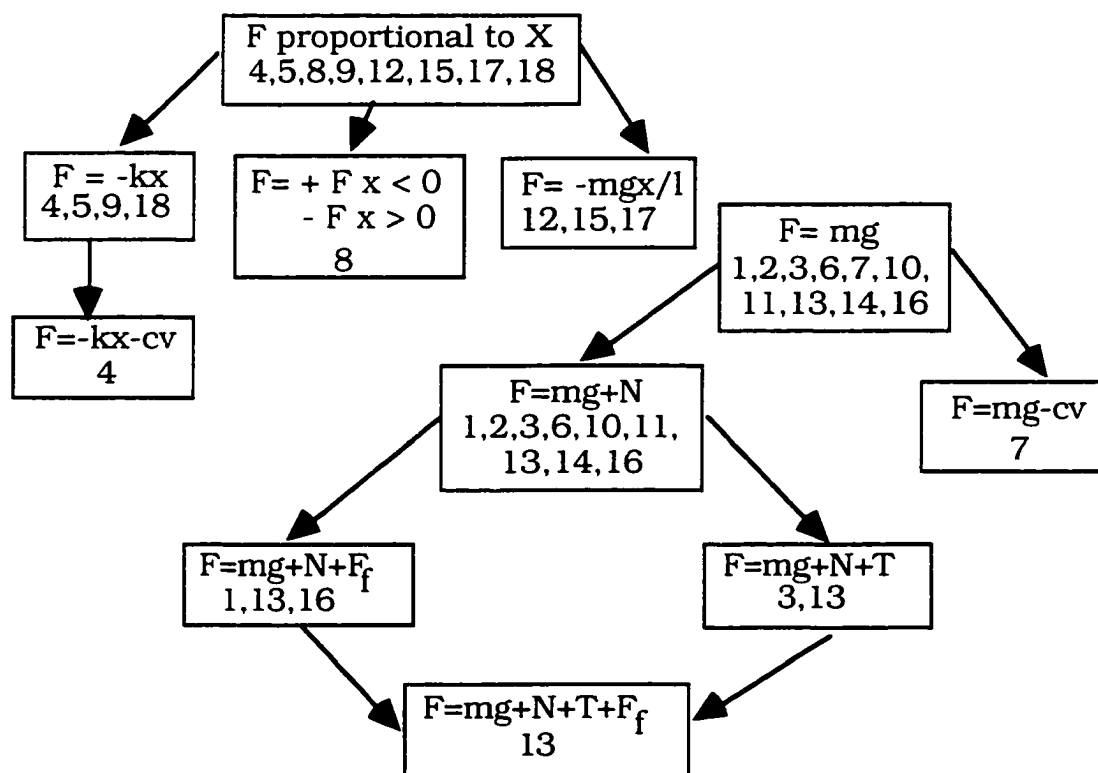 F proportional to X
4,5,8,9,12,15,17,18
F = -kx
4,5,9,18
F= + F x < 0
- F x > 0
8
F= -mgx/l
12,15,17
F= mg
1,2,3,6,7,10,
11,13,14,16
F=-kx-cv
4
F=mg+N
1,2,3,6,10,11,
13,14,16
F=mg-cv
7
F=mg+N+F_f
1,13,16
F=mg+N+T
3,13
F=mg+N+T+F_f
13